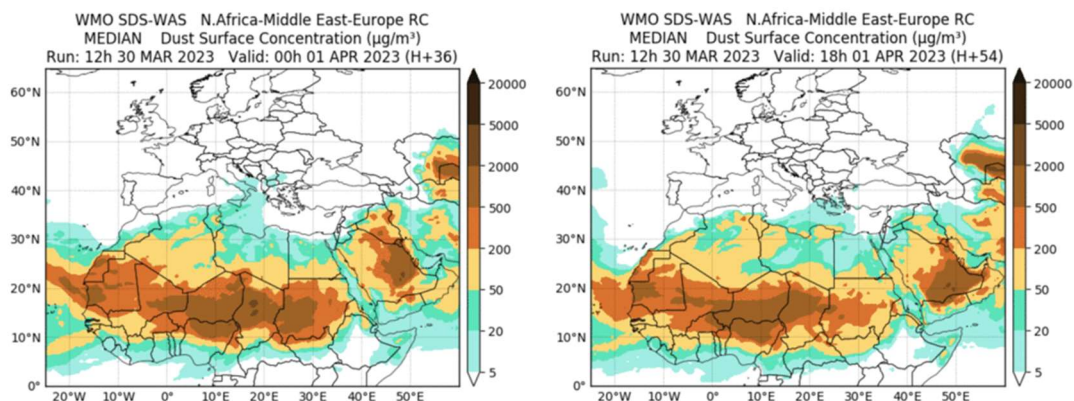 WMO SDS-WAS N.Africa-Middle East-Europe RC
MEDIAN Dust Surface Concentration (µg/m³)
Run: 12h 30 MAR 2023 Valid: 00h 01 APR 2023 (H+36)
60°N
50°N
40°N
30°N
20°N
10°N
0°
20°W
10°W
0°
10°E
20°E
30°E
40°E
50°E
20000
5000
2000
500
200
50
20
5
WMO SDS-WAS N.Africa-Middle East-Europe RC
MEDIAN Dust Surface Concentration (µg/m³)
Run: 12h 30 MAR 2023 Valid: 18h 01 APR 2023 (H+54)
60°N
50°N
40°N
30°N
20°N
10°N
0°
20°W
10°W
0°
10°E
20°E
30°E
40°E
50°E
20000
5000
2000
500
200
50
20
5